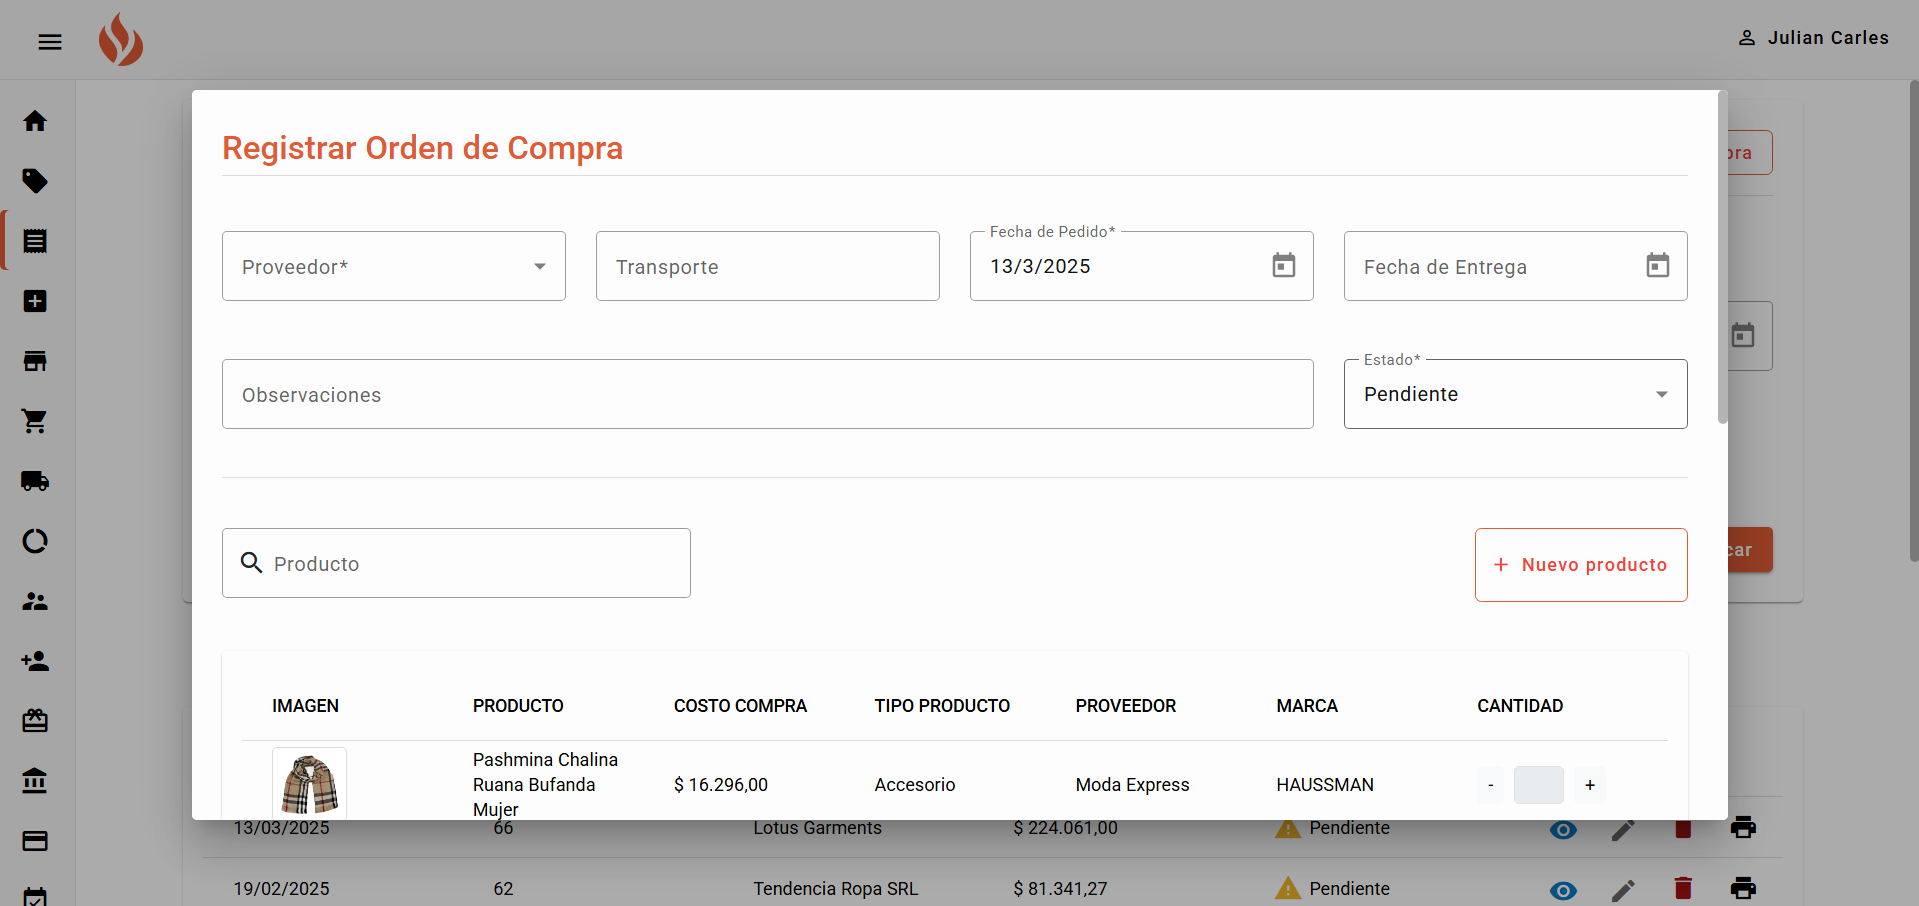 Julian Carles
Registrar Orden de Compra
ora
Proveedor*
Transporte
Fecha de Pedido*
13/3/2025
Fecha de Entrega
Observaciones
Estado*
Pendiente
Producto
+ Nuevo producto
car
IMAGEN PRODUCTO COSTO COMPRA TIPO PRODUCTO PROVEEDOR MARCA CANTIDAD
Pashmina Chalina
Ruana Bufanda
Mujer
$ 16.296,00 Accesorio Moda Express HAUSSMAN - +
13/03/2025 66 Lotus Garments $ 224.061,00 Pendiente
19/02/2025 62 Tendencia Ropa SRL $ 81.341,27 Pendiente